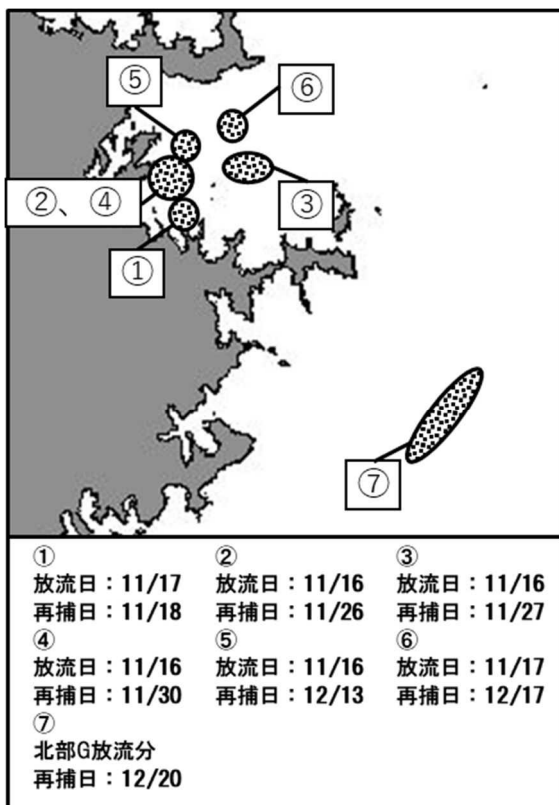 ⑤
⑥
②、④
③
①
⑦
① ② ③
放流日：11/17 放流日：11/16 放流日：11/16
再捕日：11/18 再捕日：11/26 再捕日：11/27
④ ⑤ ⑥
放流日：11/16 放流日：11/16 放流日：11/17
再捕日：11/30 再捕日：12/13 再捕日：12/17
⑦
北部G放流分
再捕日：12/20